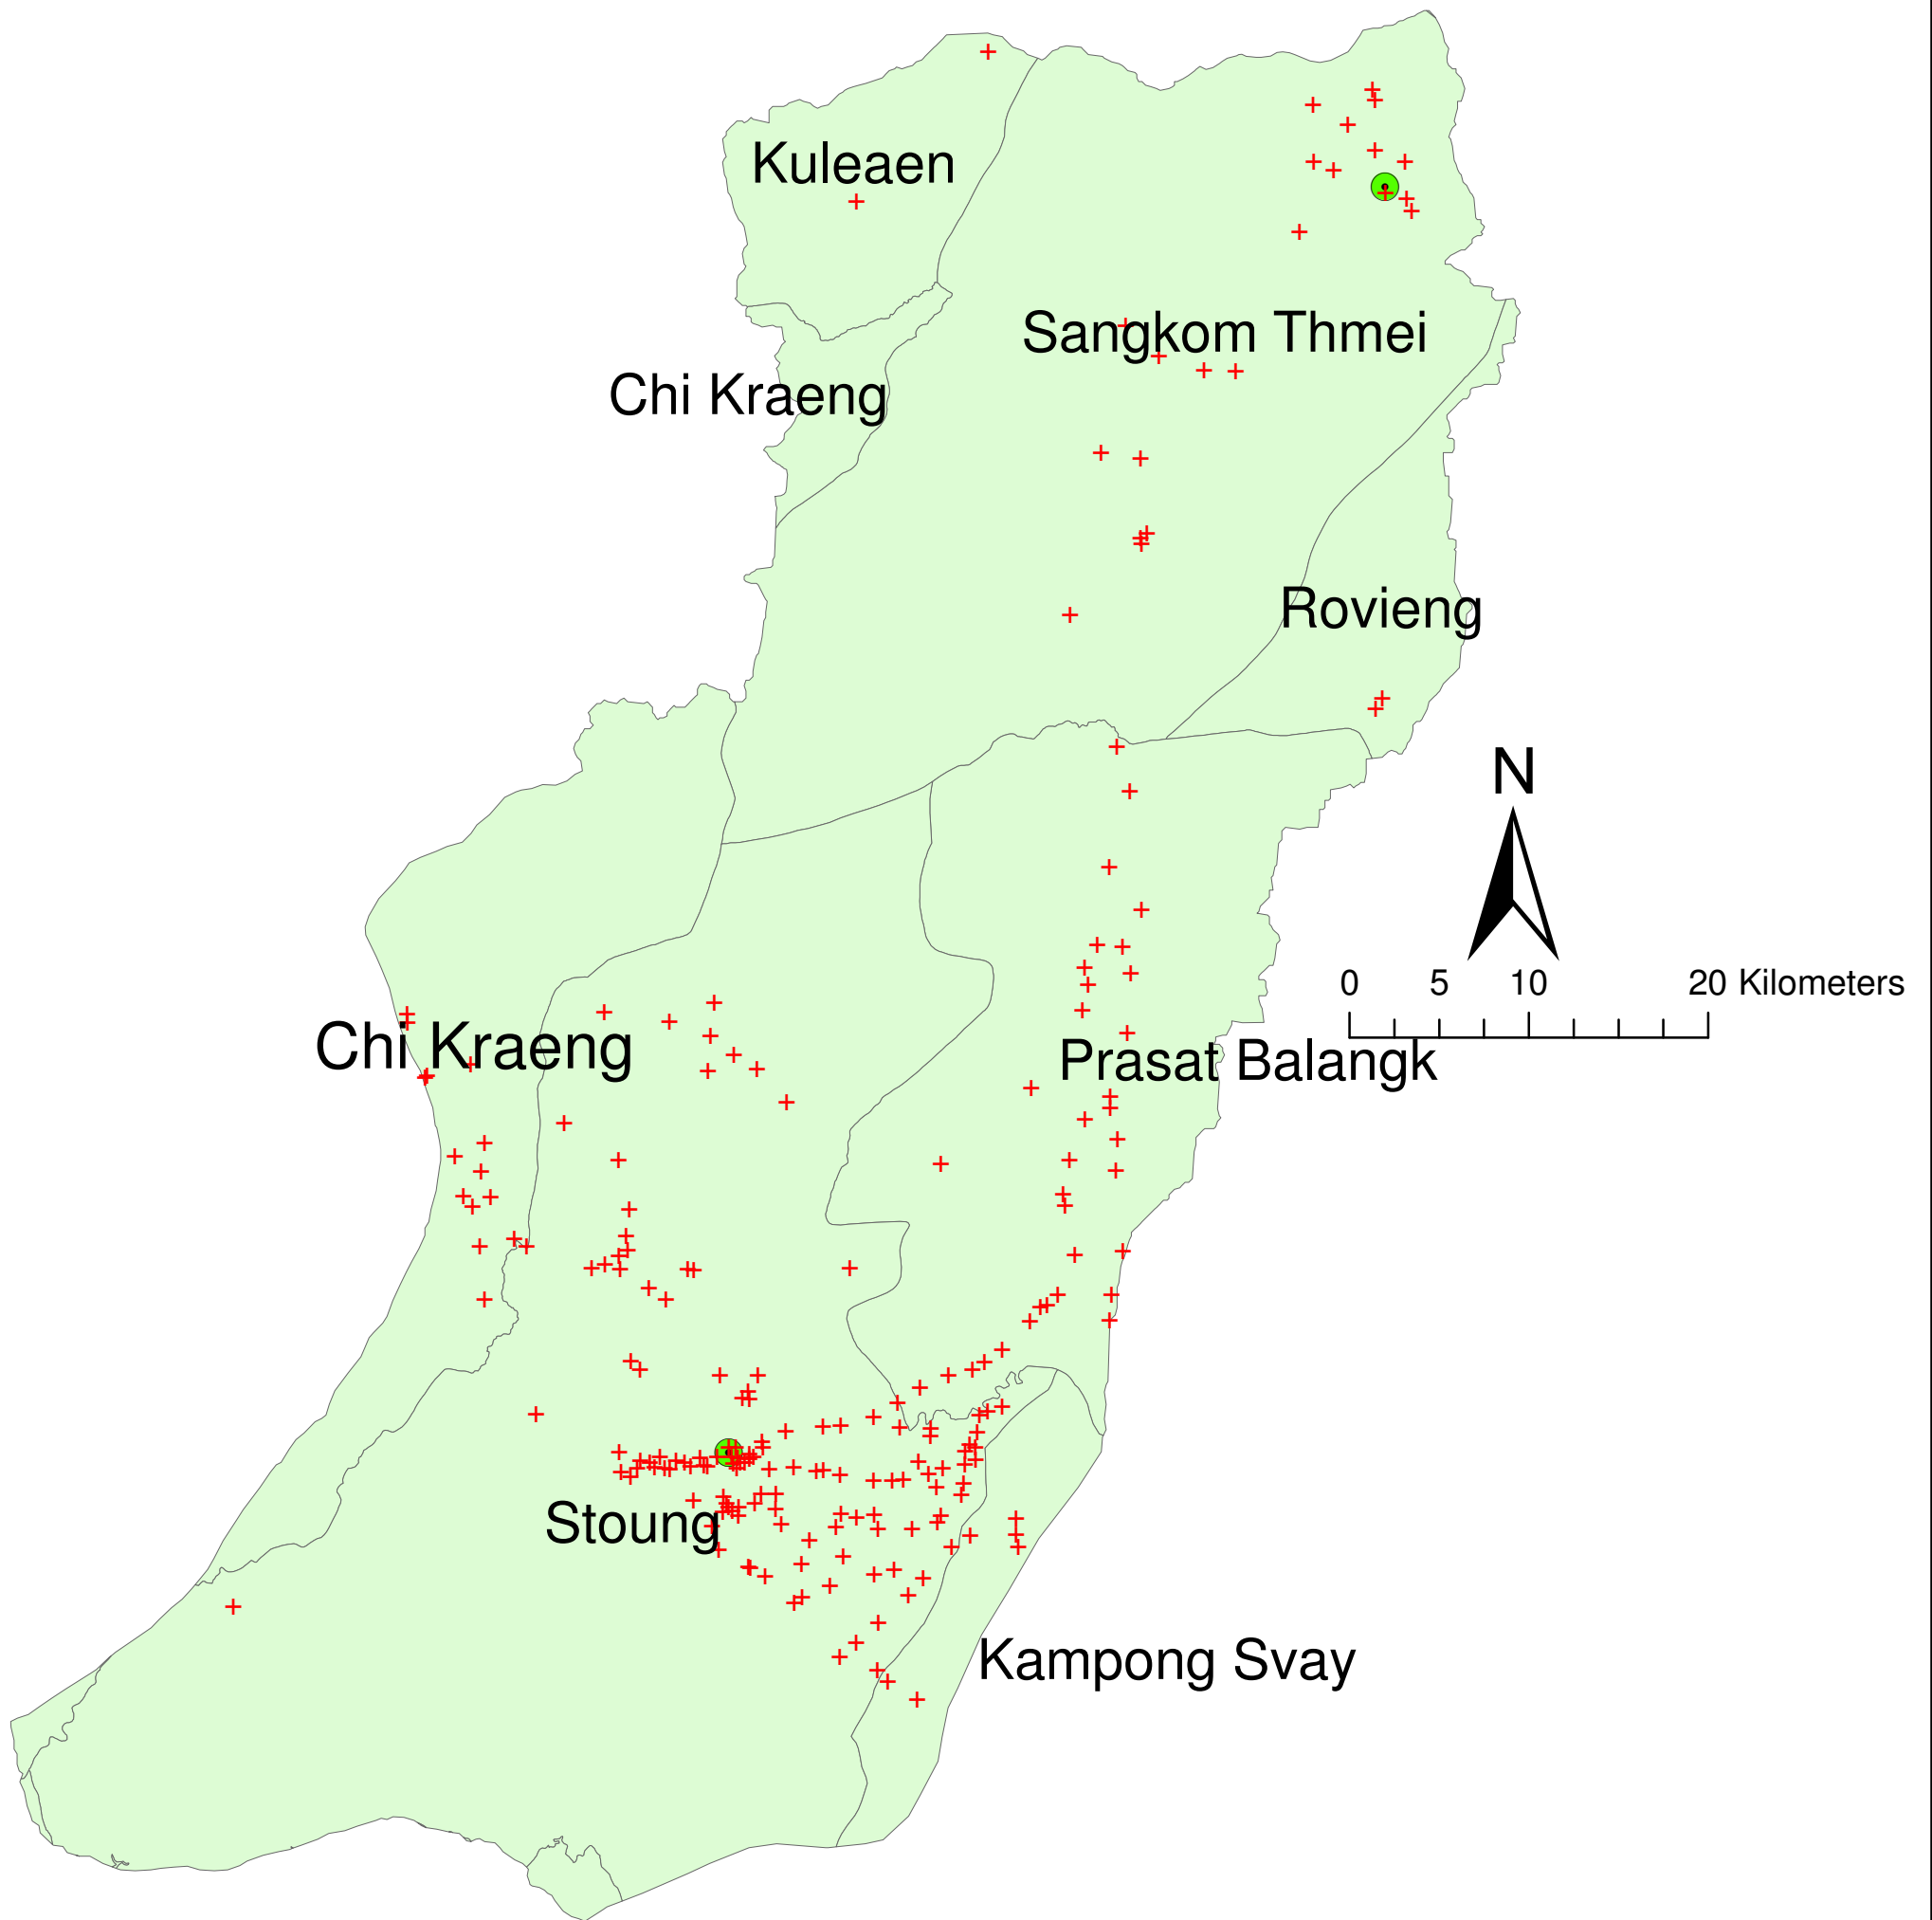 Kuleaen
Sangkom Thmei
Chi Kraeng
Rovieng
N
0 5 10 20 Kilometers
Chi Kraeng
Prasat Balangk
Stoung
Kampong Svay